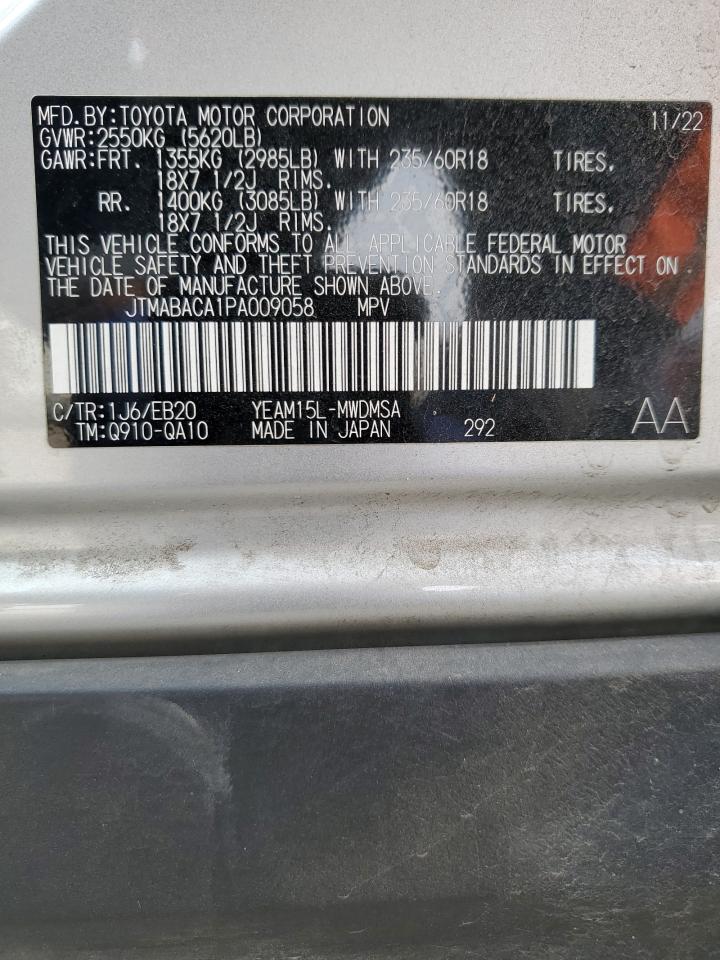 MFD.BY:TOYOTA MOTOR CORPORATION 11/22
GVWR:2550KG (5620LB)
GAWR:FRT. 1355KG (2985LB) WITH 235/60R18 TIRES,
18X7 1/2J RIMS.
RR. 1400KG (3085LB) WITH 235/60R18 TIRES,
18X7 1/2J RIMS.
THIS VEHICLE CONFORMS TO ALL APPLICABLE FEDERAL MOTOR
VEHICLE SAFETY AND THEFT PREVENTION STANDARDS IN EFFECT ON
THE DATE OF MANUFACTURE SHOWN ABOVE.
JTMABACA1PA009058 MPV
C/TR:1J6/EB20 YEAM15L-MWDMSA
TM:Q910-QA10 MADE IN JAPAN 292 AA